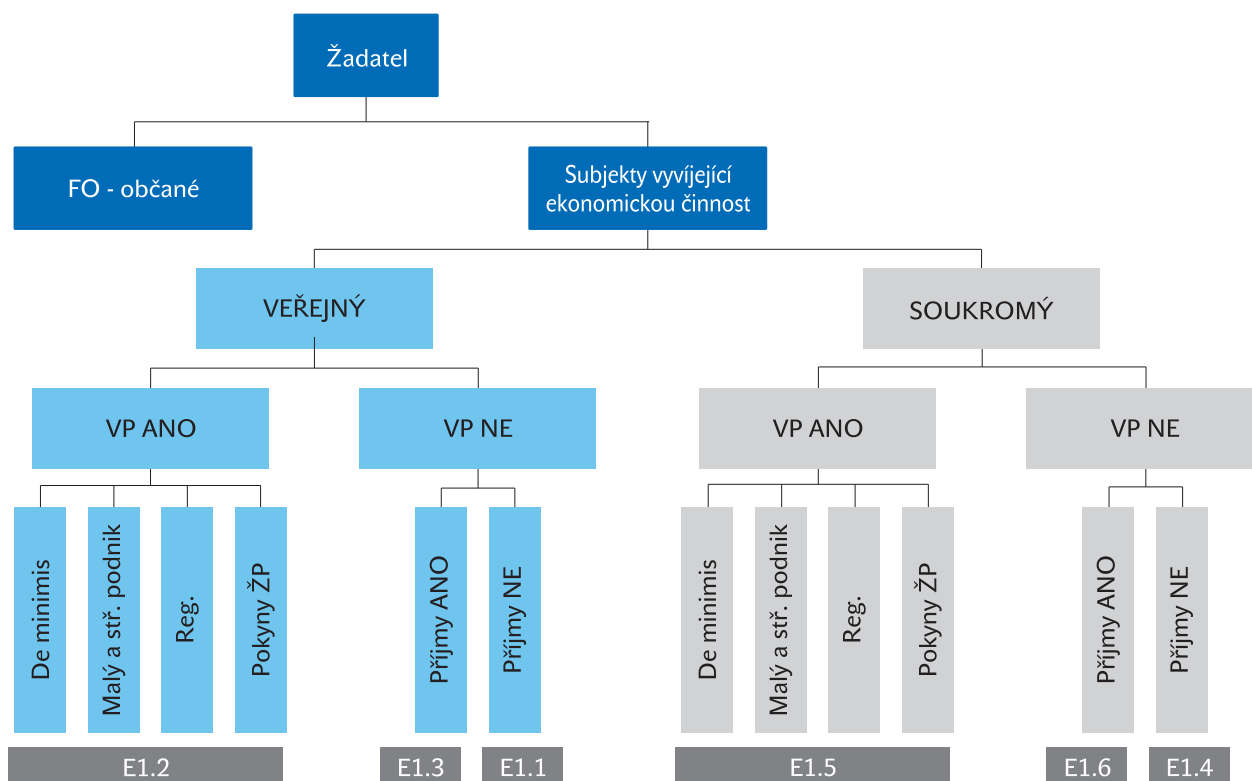 Žadatel
FO - občané
Subjekty vyvíjející
ekonomickou činnost
VEŘEJNÝ
SOUKROMÝ
VP ANO
VP NE
VP ANO
VP NE
De minimis
Malý a stř. podnik
Reg.
Pokyny ŽP
Příjmy ANO
Příjmy NE
De minimis
Malý a stř. podnik
Reg.
Pokyny ŽP
Příjmy ANO
Příjmy NE
E1.2
E1.3
E1.1
E1.5
E1.6
E1.4